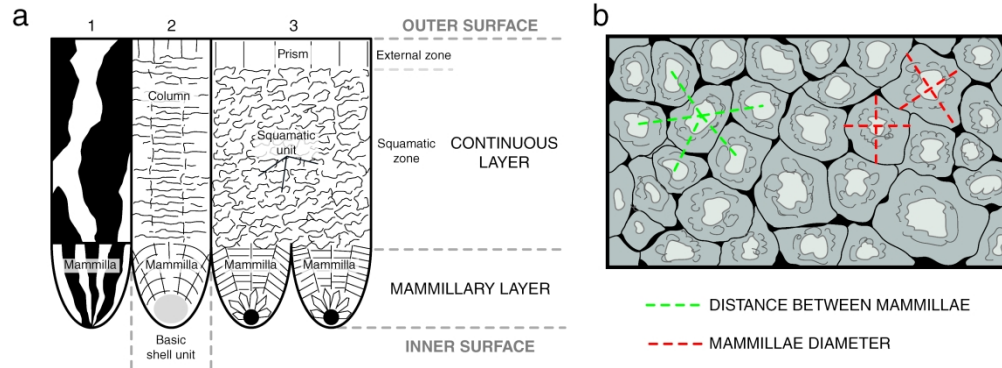 a
1
2
3
OUTER SURFACE
Prism
External zone
Column
Squamatic
unit
Squamatic
zone
CONTINUOUS
LAYER
Mammilla
Mammilla
Mammilla
Mammilla
MAMMILLARY LAYER
Basic
shell unit
INNER SURFACE
b
DISTANCE BETWEEN MAMMILLAE
MAMMILLAE DIAMETER